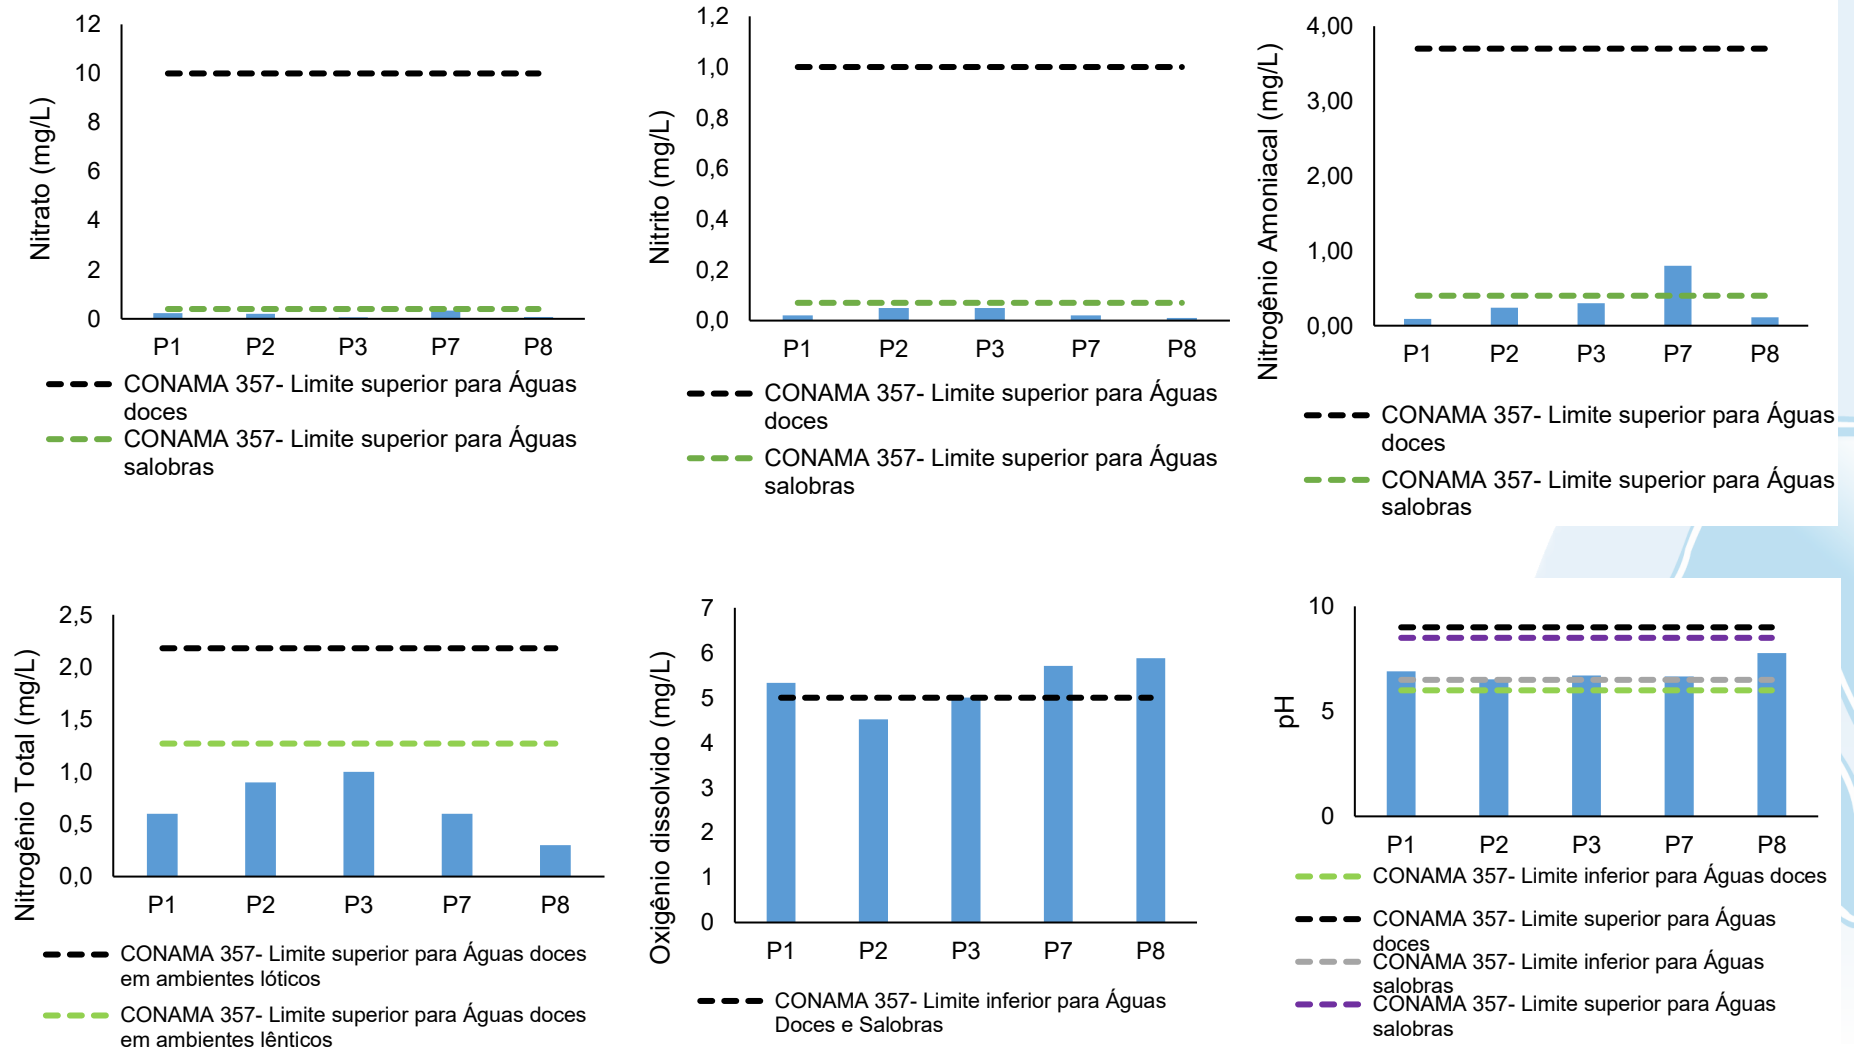 Nitrato (mg/L)
12
10
8
6
4
2
0
P1 P2 P3 P7 P8
CONAMA 357- Limite superior para Águas
doces
CONAMA 357- Limite superior para Águas
salobras
Nitrito (mg/L)
1,2
1,0
0,8
0,6
0,4
0,2
0,0
P1 P2 P3 P7 P8
CONAMA 357- Limite superior para Águas
doces
CONAMA 357- Limite superior para Águas
salobras
Nitrogênio Amoniacal (mg/L)
4,00
3,00
2,00
1,00
0,00
P1 P2 P3 P7 P8
CONAMA 357- Limite superior para Águas
doces
CONAMA 357- Limite superior para Águas
salobras
Nitrogênio Total (mg/L)
2,5
2,0
1,5
1,0
0,5
0,0
P1 P2 P3 P7 P8
CONAMA 357- Limite superior para Águas doces
em ambientes lóticos
CONAMA 357- Limite superior para Águas doces
em ambientes lênticos
Oxigênio dissolvido (mg/L)
7
6
5
4
3
2
1
0
P1 P2 P3 P7 P8
CONAMA 357- Limite inferior para Águas
Doces e Salobras
pH
10
5
0
P1 P2 P3 P7 P8
CONAMA 357- Limite inferior para Águas doces
CONAMA 357- Limite superior para Águas
doces
CONAMA 357- Limite inferior para Águas
salobras
CONAMA 357- Limite superior para Águas
salobras